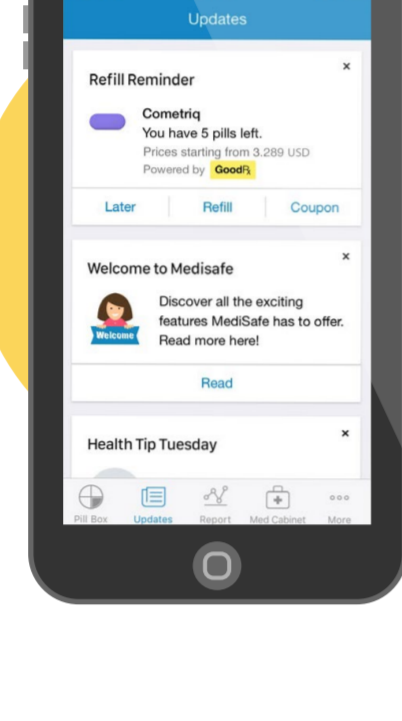 Updates
Refill Reminder
×
Cometriq
You have 5 pills left.
Prices starting from 3.289 USD
Powered by GoodRx
Later Refill Coupon
Welcome to Medisafe
×
Welcome
Discover all the exciting
features MediSafe has to offer.
Read more here!
Read
Health Tip Tuesday
×
Pill Box Updates Report Med Cabinet More